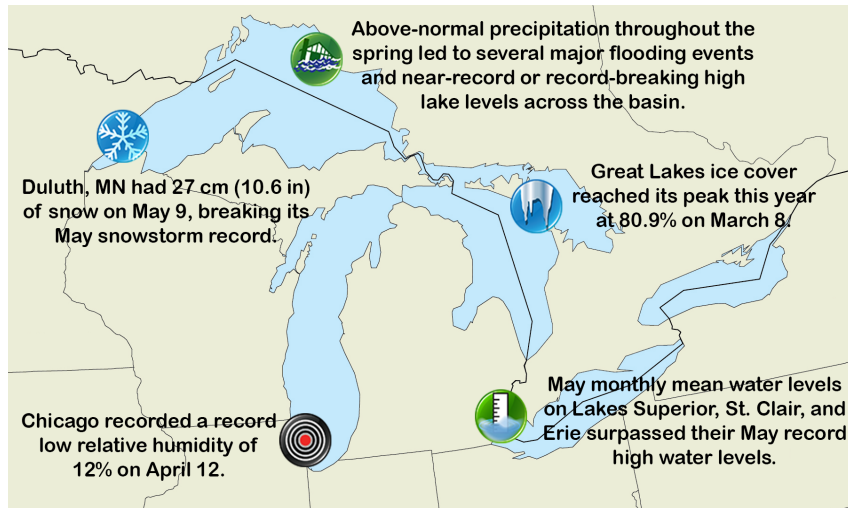 Above-normal precipitation throughout the
spring led to several major flooding events
and near-record or record-breaking high
lake levels across the basin.
Duluth, MN had 27 cm (10.6 in)
of snow on May 9, breaking its
May snowstorm record.
Great Lakes ice cover
reached its peak this year
at 80.9% on March 8.
Chicago recorded a record
low relative humidity of
12% on April 12.
May monthly mean water levels
on Lakes Superior, St. Clair, and
Erie surpassed their May record
high water levels.